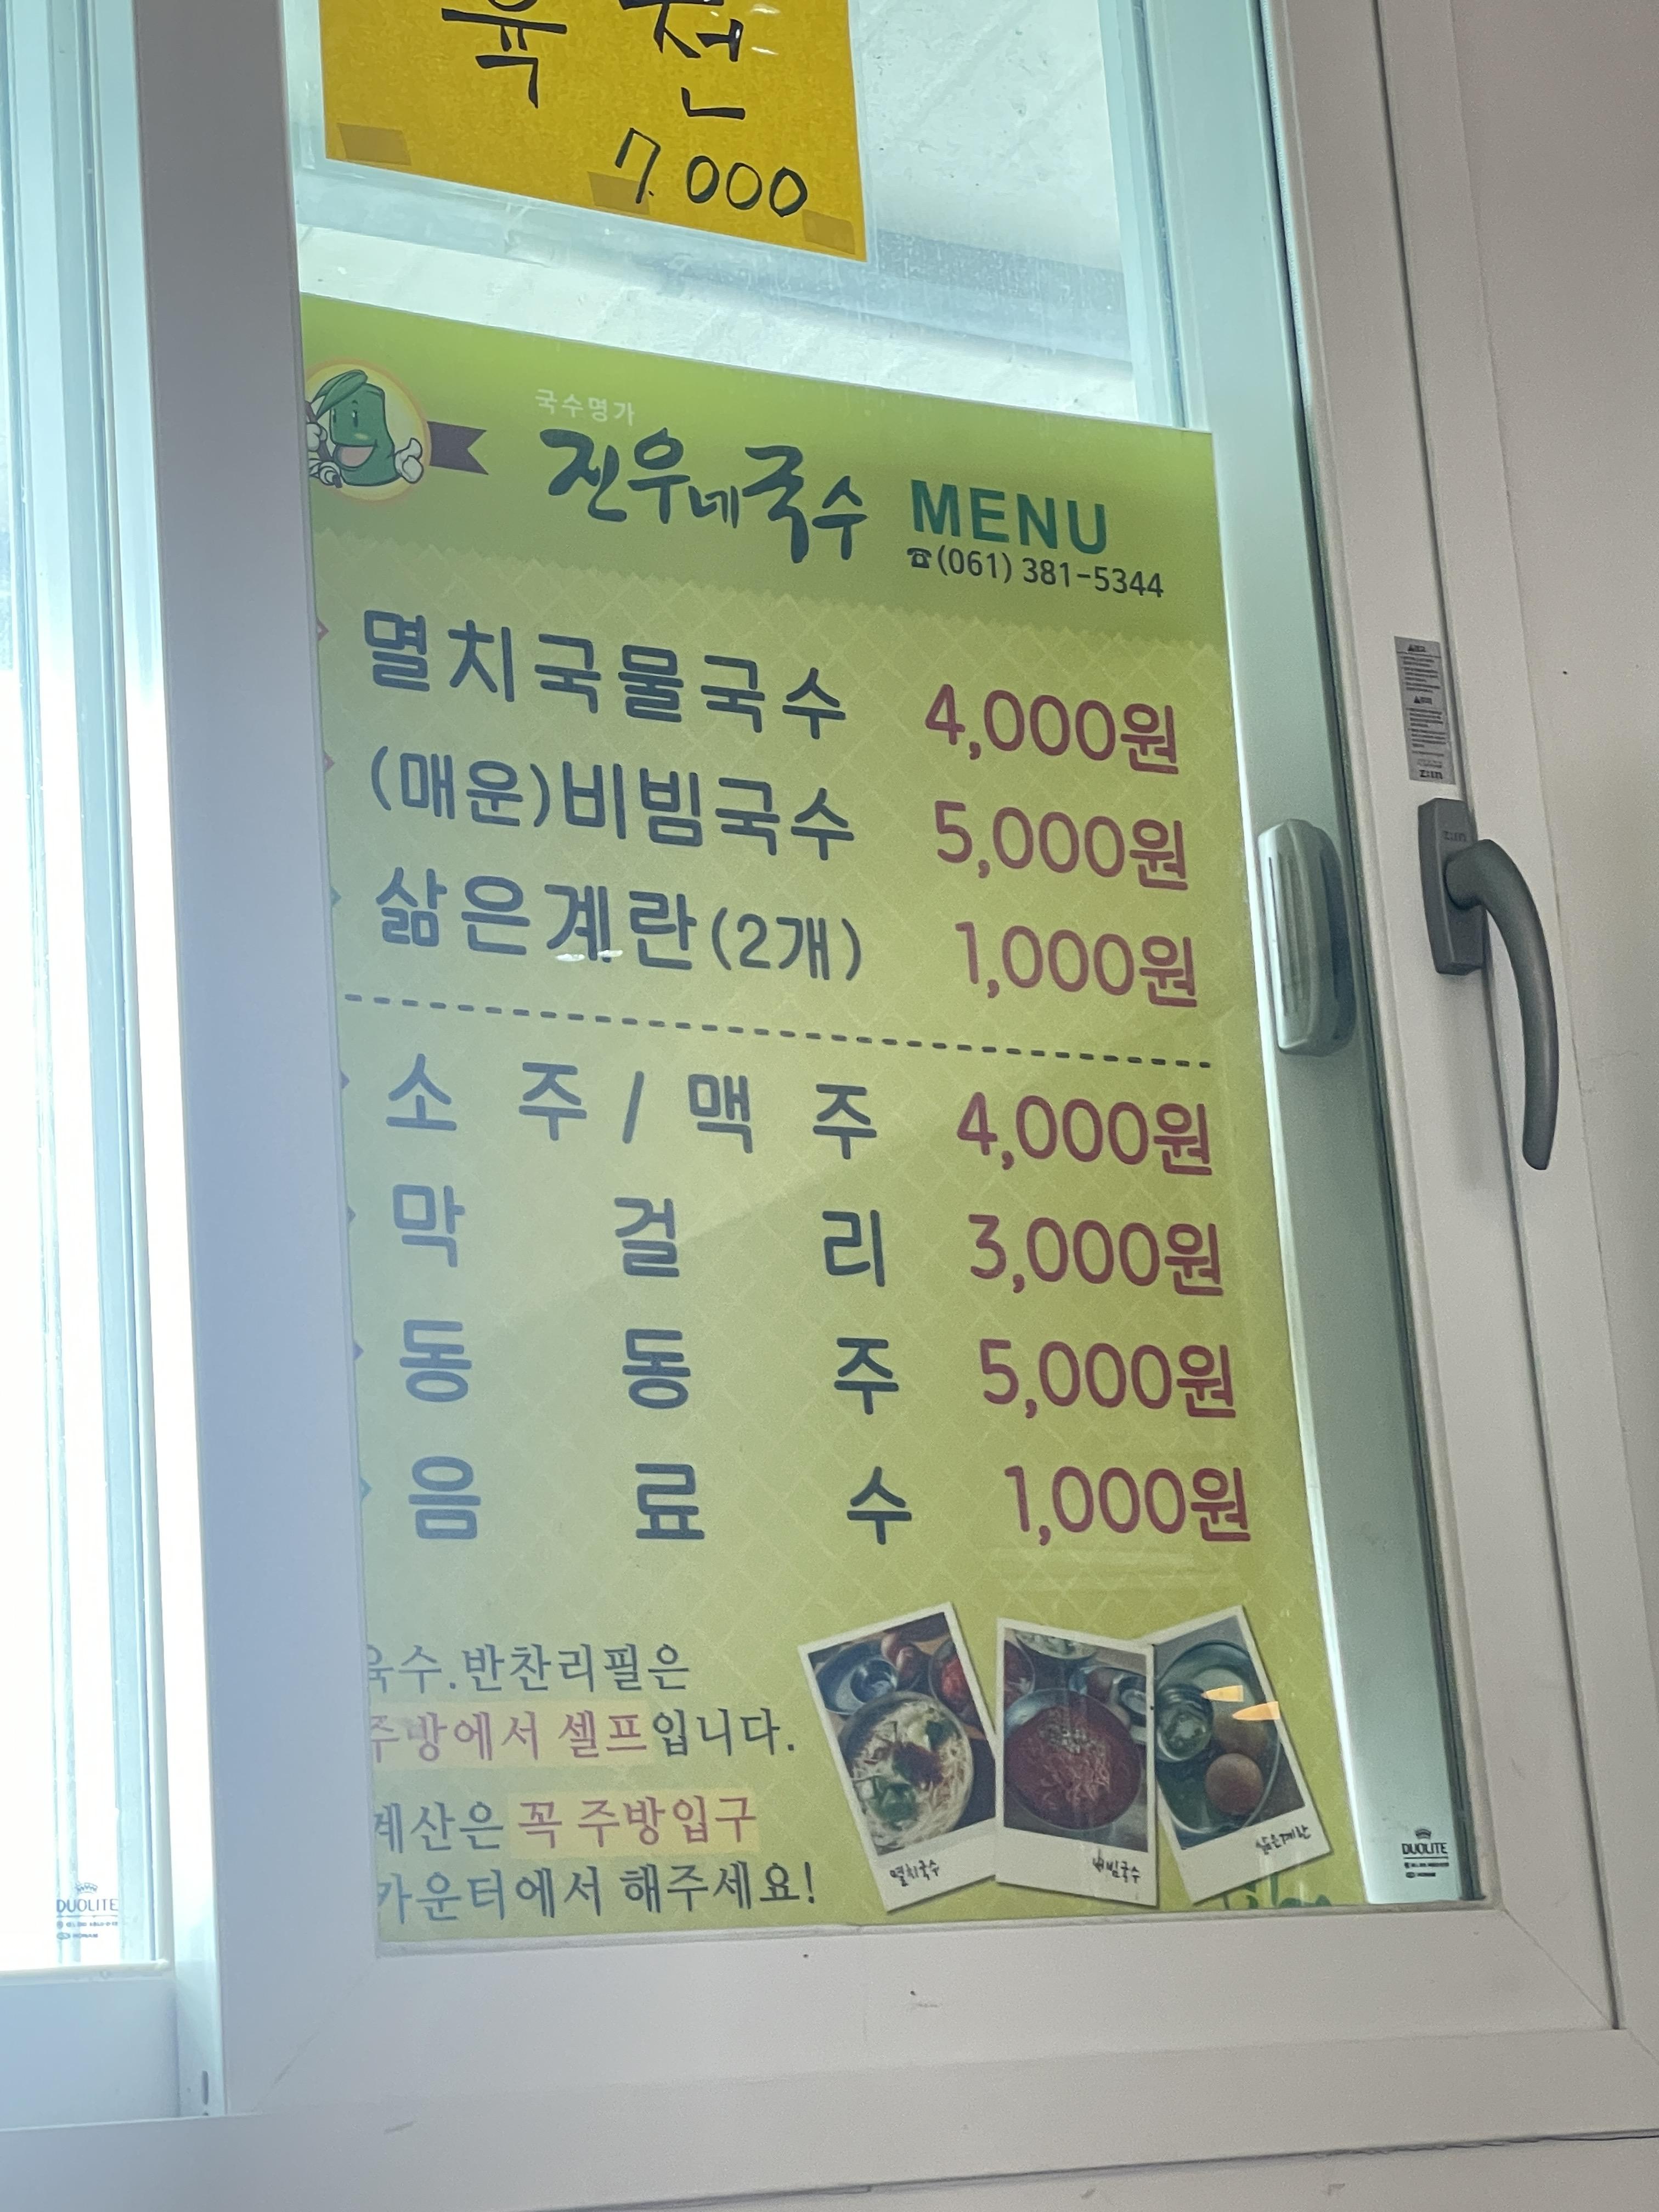 육전
7.000
국수명가
진우네국수 MENU
☎(061) 381-5344
멸치국물국수 4,000원
(매운)비빔국수 5,000원
삶은계란(2개) 1,000원
소주/맥주 4,000원
막걸리 3,000원
동동주 5,000원
음료수 1,000원
육수.반찬리필은
주방에서 셀프입니다.
계산은 꼭 주방입구
카운터에서 해주세요!
멸치국수
비빔국수
삶은계란
DUOLITE
DUOLITE